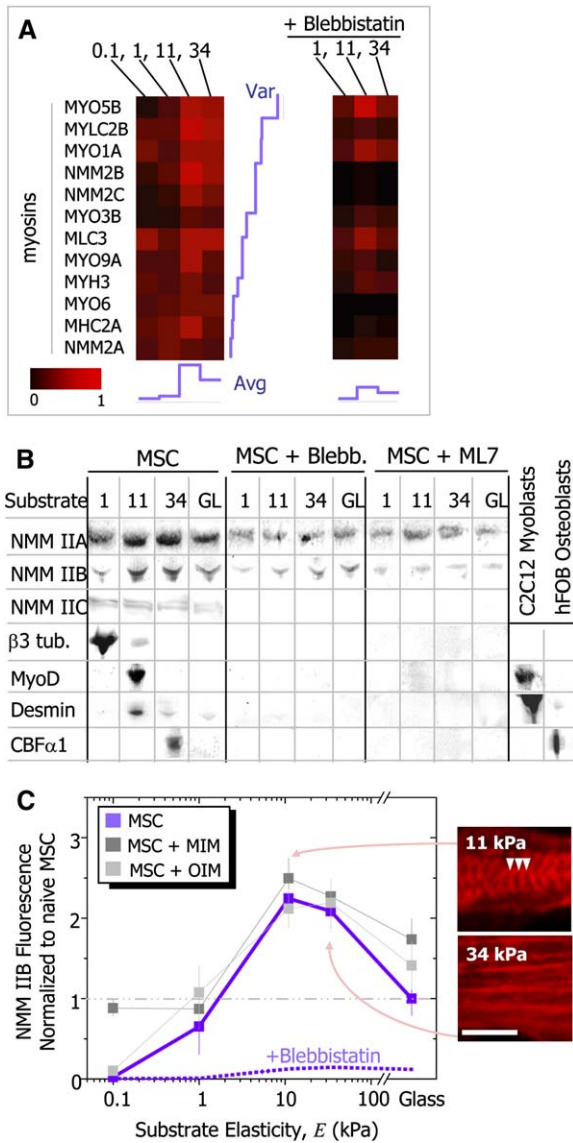 A
+ Blebbistatin
0.1, 1, 11, 34
1, 11, 34
Var
myosins
MYO5B
MYLC2B
MYO1A
NMM2B
NMM2C
MYO3B
MLC3
MYO9A
MYH3
MYO6
MHC2A
NMM2A
0 1
Avg
B
MSC
MSC + Blebb.
MSC + ML7
C2C12 Myoblasts
hFOB Osteoblasts
Substrate 1 11 34 GL 1 11 34 GL 1 11 34 GL
NMM IIA
NMM IIB
NMM IIC
β3 tub.
MyoD
Desmin
CBFα1
C
MSC
MSC + MIM
MSC + OIM
NMM IIB Fluorescence
Normalized to naive MSC
3
2
1
0
+Blebbistatin
0.1 1 10 100 Glass
Substrate Elasticity, E (kPa)
11 kPa
34 kPa